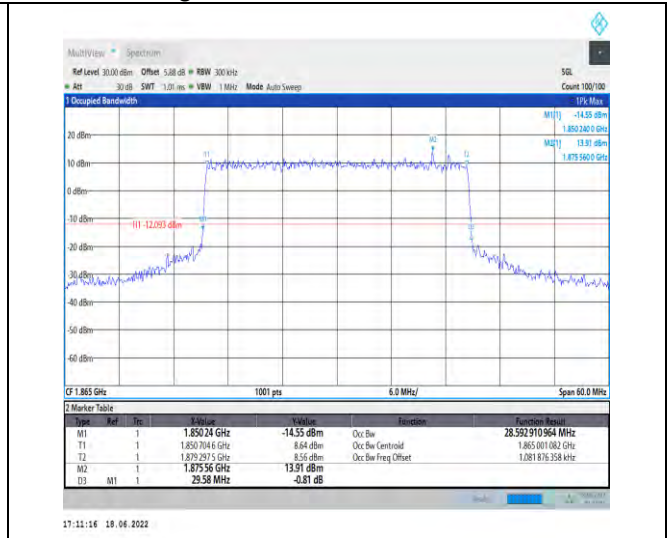 MultiView Spectrum
Ref Level 30.00 dBm Offset 5.88 dB RBW 300 kHz SGL
Att 30 dB SWT 1.01 ms VBW 1 MHz Mode Auto Sweep Count 100/100
1 Occupied Bandwidth 1Pk Max
M1[1] -14.55 dBm
1.850 240 0 GHz
M2[1] 13.91 dBm
1.875 560 0 GHz
20 dBm
M2
T1 T2
10 dBm
0 dBm
-10 dBm
H1 -12.093 dBm
M1
D3
-20 dBm
-30 dBm
-40 dBm
-50 dBm
-60 dBm
CF 1.865 GHz 1001 pts 6.0 MHz/ Span 60.0 MHz
2 Marker Table
Type Ref Trc X-Value Y-Value Function Function Result
M1 1 1.850 24 GHz -14.55 dBm Occ Bw 28.592 910 964 MHz
T1 1 1.850 704 6 GHz 8.64 dBm Occ Bw Centroid 1.865 001 082 GHz
T2 1 1.879 297 5 GHz 8.56 dBm Occ Bw Freq Offset 1.081 876 358 kHz
M2 1 1.875 56 GHz 13.91 dBm
D3 M1 1 29.58 MHz -0.81 dB
17:11:16 18.06.2022